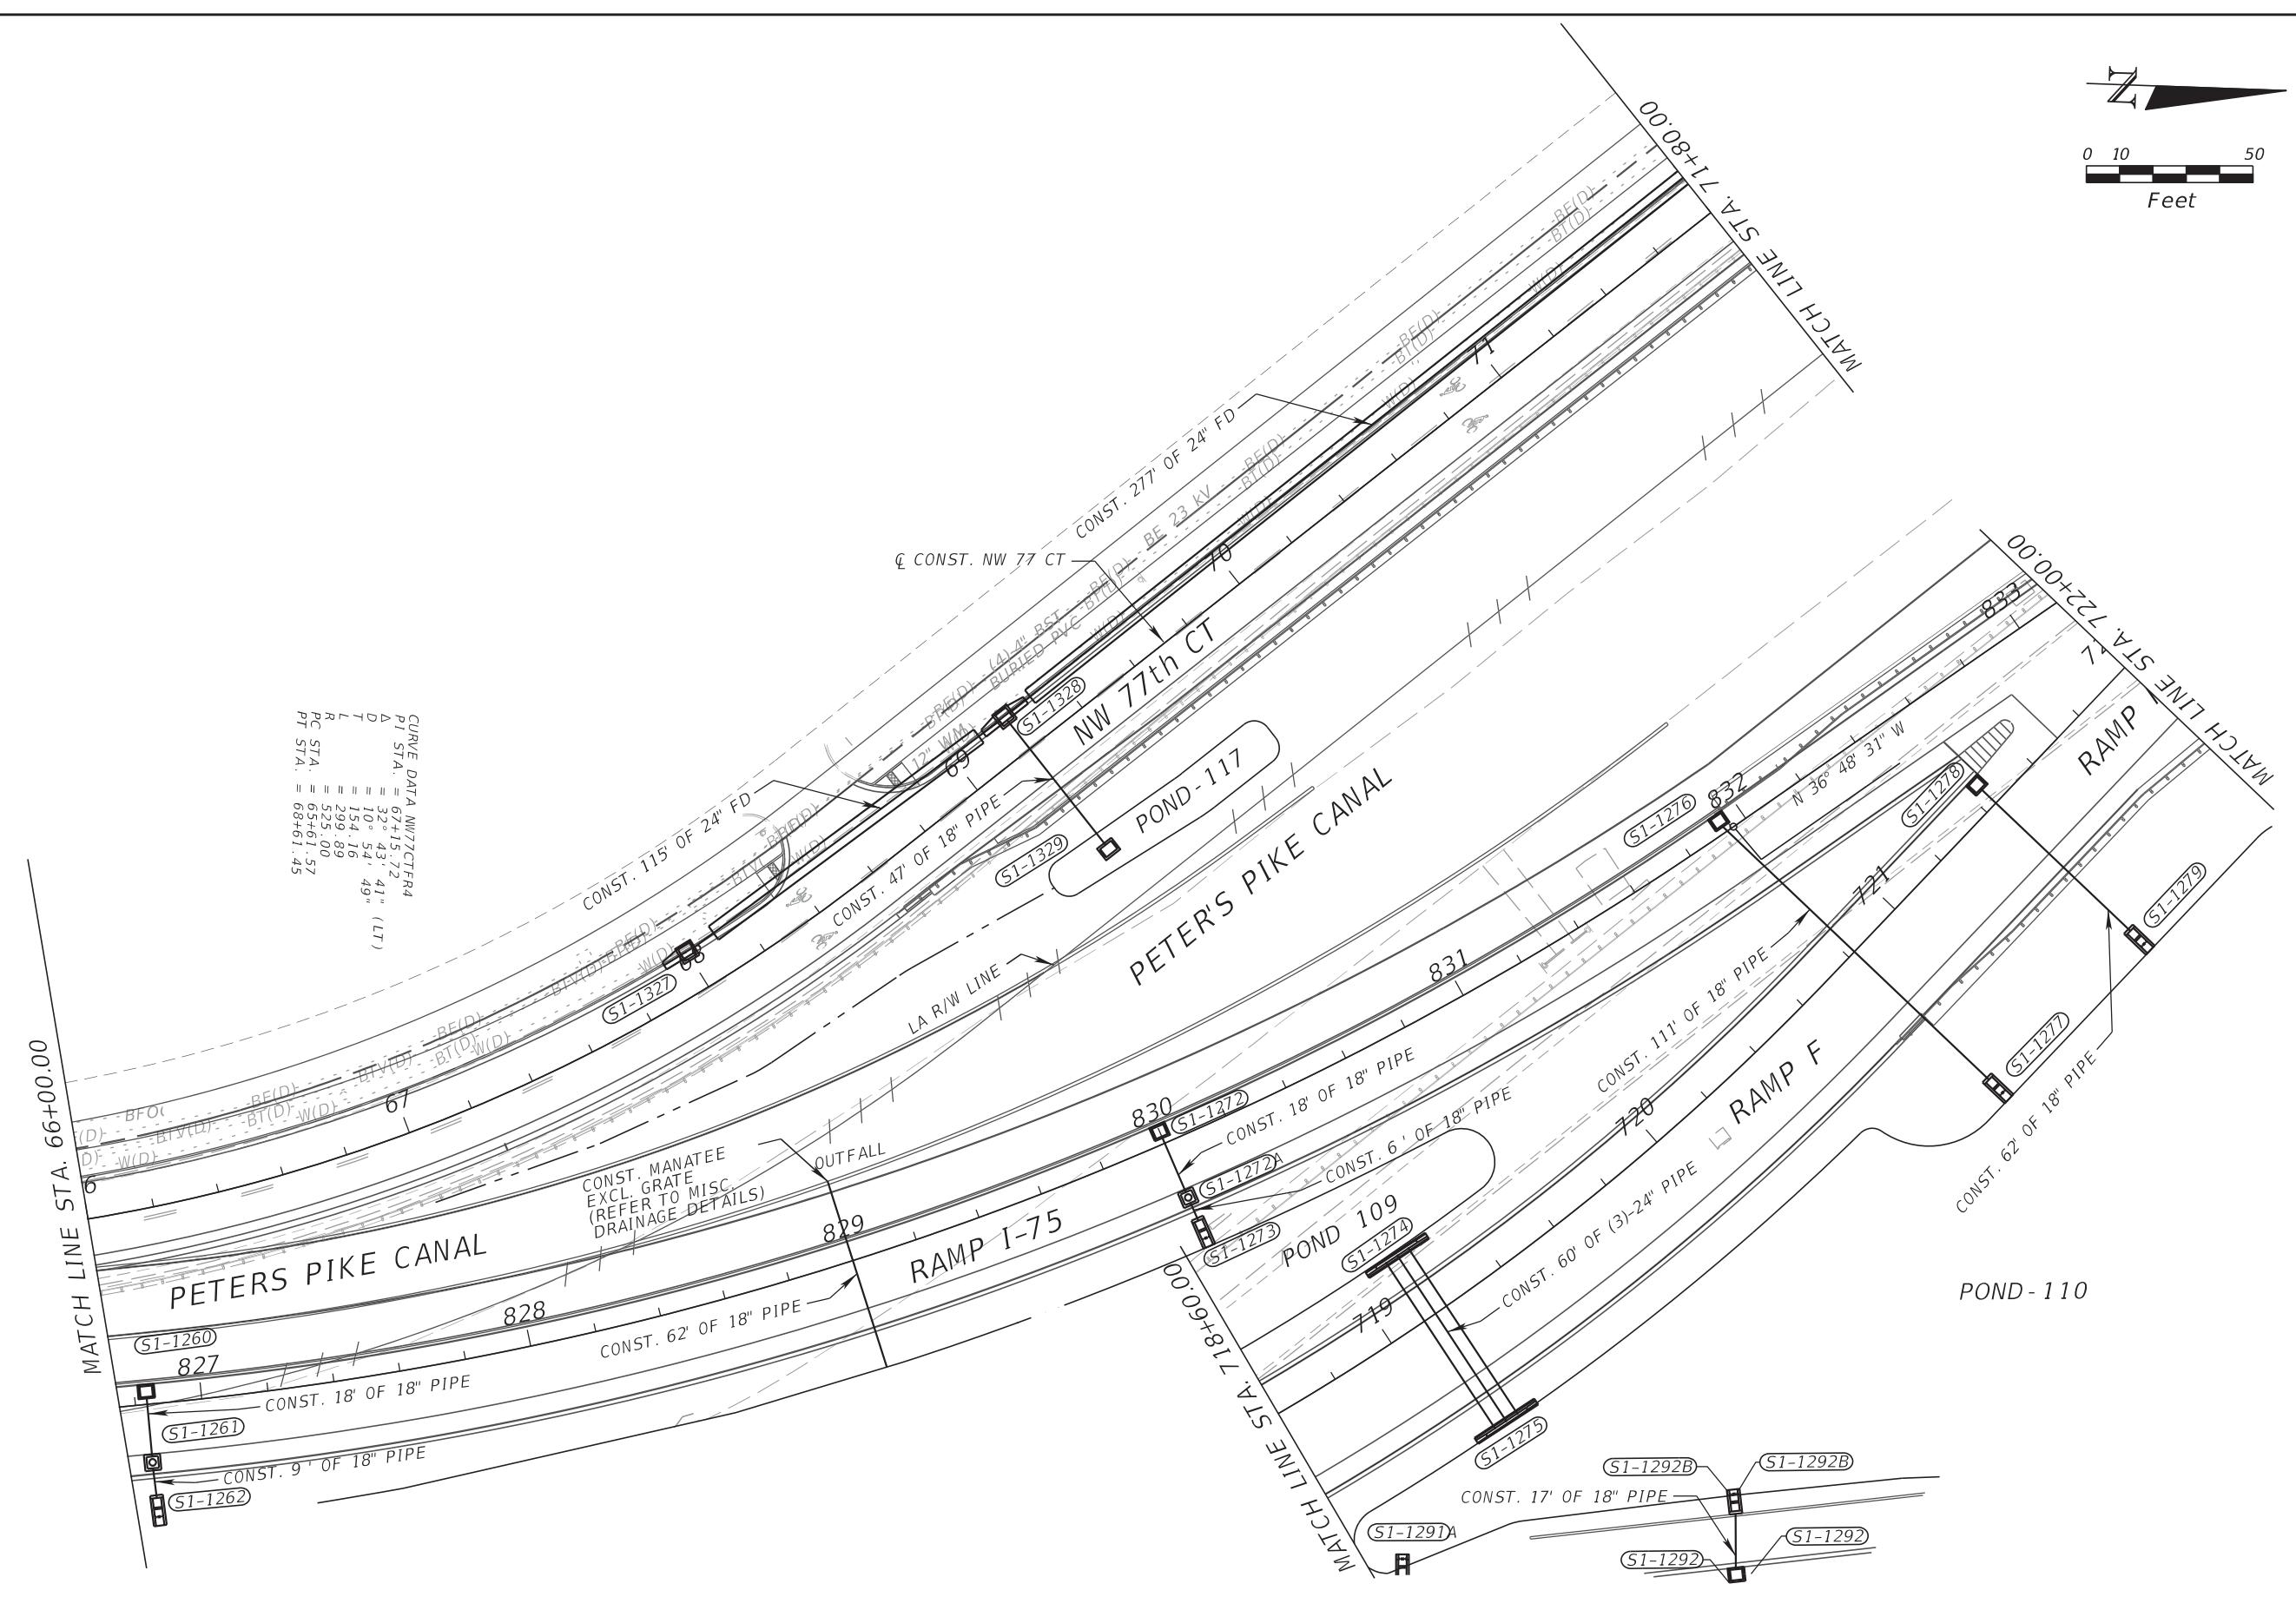 N
0 10 50
Feet
MATCH LINE STA. 71+80.00
MATCH LINE STA. 722+00.00
MATCH LINE STA. 66+00.00
MATCH LINE STA. 718+60.00
CURVE DATA NW77CTFR4
PI STA. = 67+15.72
Δ = 32° 43' 41" (LT)
D = 10° 54' 49"
T = 154.16
L = 299.89
R = 525.00
PC STA. = 65+61.57
PT STA. = 68+61.45
CONST. 277' OF 24" FD
℄ CONST. NW 77 CT
BE 23 KV
(4)-4" BST
BURIED PVC
12" WM
BE(D)
BT(D)
W(D)
BTV(D)
BFO(
CONST. 115' OF 24" FD
CONST. 47' OF 18" PIPE
S1-1328
S1-1329
S1-1327
67
68
69
70
71
6
NW 77th CT
POND-117
PETER'S PIKE CANAL
LA R/W LINE
PETERS PIKE CANAL
CONST. MANATEE
EXCL. GRATE
(REFER TO MISC.
DRAINAGE DETAILS)
OUTFALL
CONST. 62' OF 18" PIPE
RAMP I-75
827
828
829
830
831
832
833
S1-1260
CONST. 18' OF 18" PIPE
S1-1261
CONST. 9' OF 18" PIPE
S1-1262
S1-1272
CONST. 18' OF 18" PIPE
S1-1272A
CONST. 6' OF 18" PIPE
S1-1273
POND 109
S1-1274
S1-1275
CONST. 60' OF (3)-24" PIPE
S1-1276
N 36° 48' 31" W
S1-1278
CONST. 111' OF 18" PIPE
RAMP F
RAMP
719
720
721
S1-1279
S1-1277
CONST. 62' OF 18" PIPE
POND-110
S1-1292B
S1-1292B
CONST. 17' OF 18" PIPE
S1-1291A
S1-1292
S1-1292